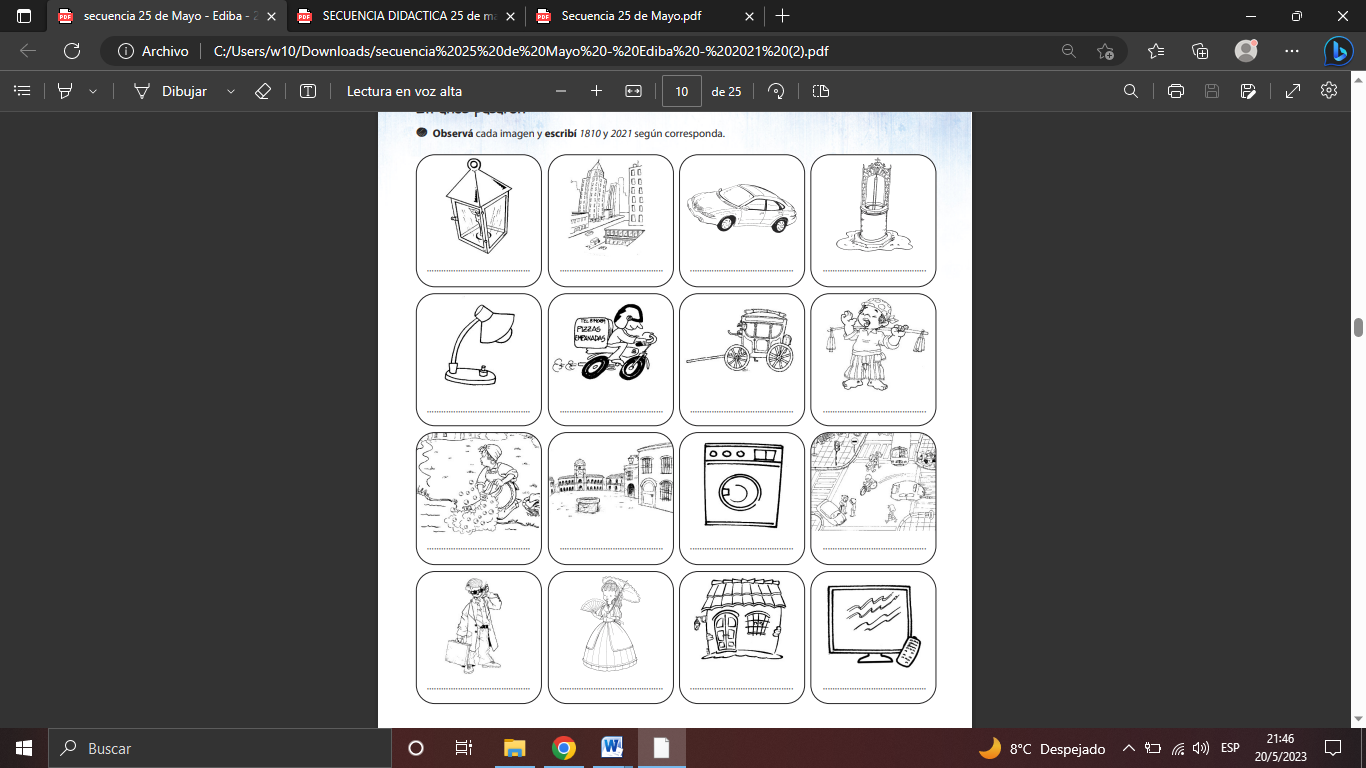 secuencia 25 de Mayo - Ediba - 2
SECUENCIA DIDACTICA 25 de ma
Secuencia 25 de Mayo.pdf
Archivo
C:/Users/w10/Downloads/secuencia%2025%20de%20Mayo%20-%20Ediba%20-%202021%20(2).pdf
Dibujar
Lectura en voz alta
10
de 25
Observá cada imagen y escribí 1810 y 2021 según corresponda.
PIZZAS
EMPANADAS
Buscar
8°C Despejado
ESP
21:46
20/5/2023